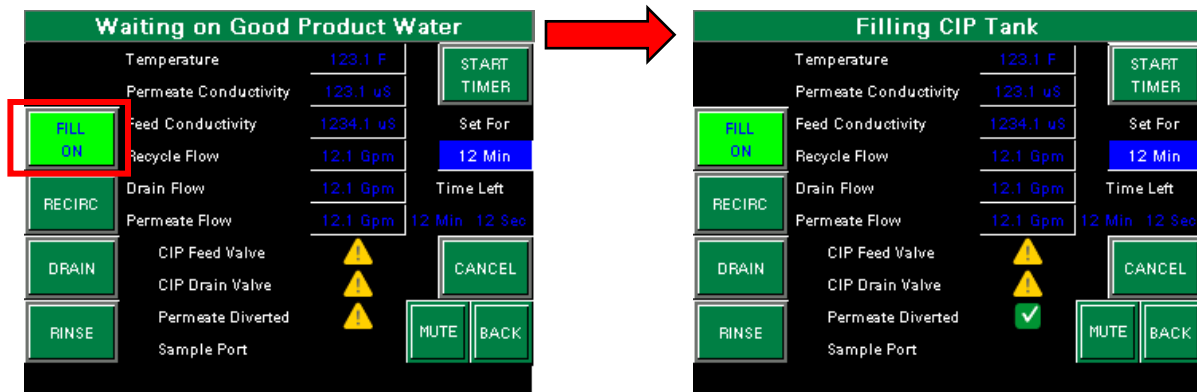 Waiting on Good Product Water
Temperature 123.1 F
START
TIMER
Permeate Conductivity 123.1 uS
FILL
ON
Feed Conductivity 1234.1 uS
Set For
Recycle Flow 12.1 Gpm
12 Min
RECIRC
Drain Flow 12.1 Gpm
Time Left
Permeate Flow 12.1 Gpm
12 Min 12 Sec
DRAIN
CIP Feed Valve
CIP Drain Valve
CANCEL
RINSE
Permeate Diverted
Sample Port
MUTE
BACK
Filling CIP Tank
Temperature 123.1 F
START
TIMER
Permeate Conductivity 123.1 uS
FILL
ON
Feed Conductivity 1234.1 uS
Set For
Recycle Flow 12.1 Gpm
12 Min
RECIRC
Drain Flow 12.1 Gpm
Time Left
Permeate Flow 12.1 Gpm
12 Min 12 Sec
DRAIN
CIP Feed Valve
CIP Drain Valve
CANCEL
RINSE
Permeate Diverted
Sample Port
MUTE
BACK